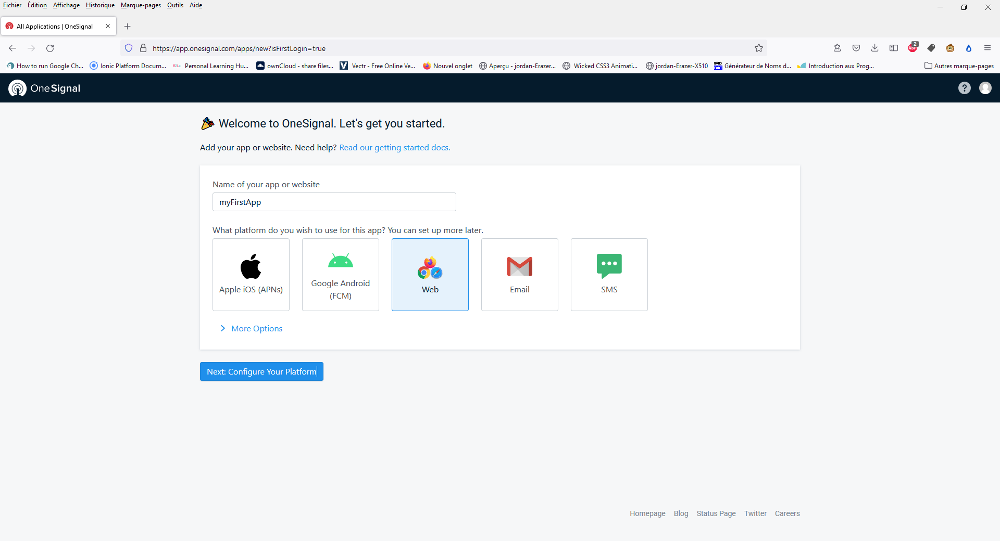 Fichier Édition Affichage Historique Marque-pages Outils Aide
All Applications | OneSignal
https://app.onesignal.com/apps/new?isFirstLogin=true
2
ABP
How to run Google Ch... Ionic Platform Docum... Personal Learning Hu... ownCloud - share files... Vectr - Free Online Ve... Nouvel onglet Aperçu - jordan-Erazer... Wicked CSS3 Animati... jordan-Erazer-X510 NOMS FANT Générateur de Noms d... Introduction aux Prog... Autres marque-pages
OneSignal
?
Welcome to OneSignal. Let's get you started.
Add your app or website. Need help? Read our getting started docs.
Name of your app or website
myFirstApp
What platform do you wish to use for this app? You can set up more later.
Apple iOS (APNs)
Google Android
(FCM)
Web
Email
SMS
More Options
Next: Configure Your Platform
Homepage Blog Status Page Twitter Careers